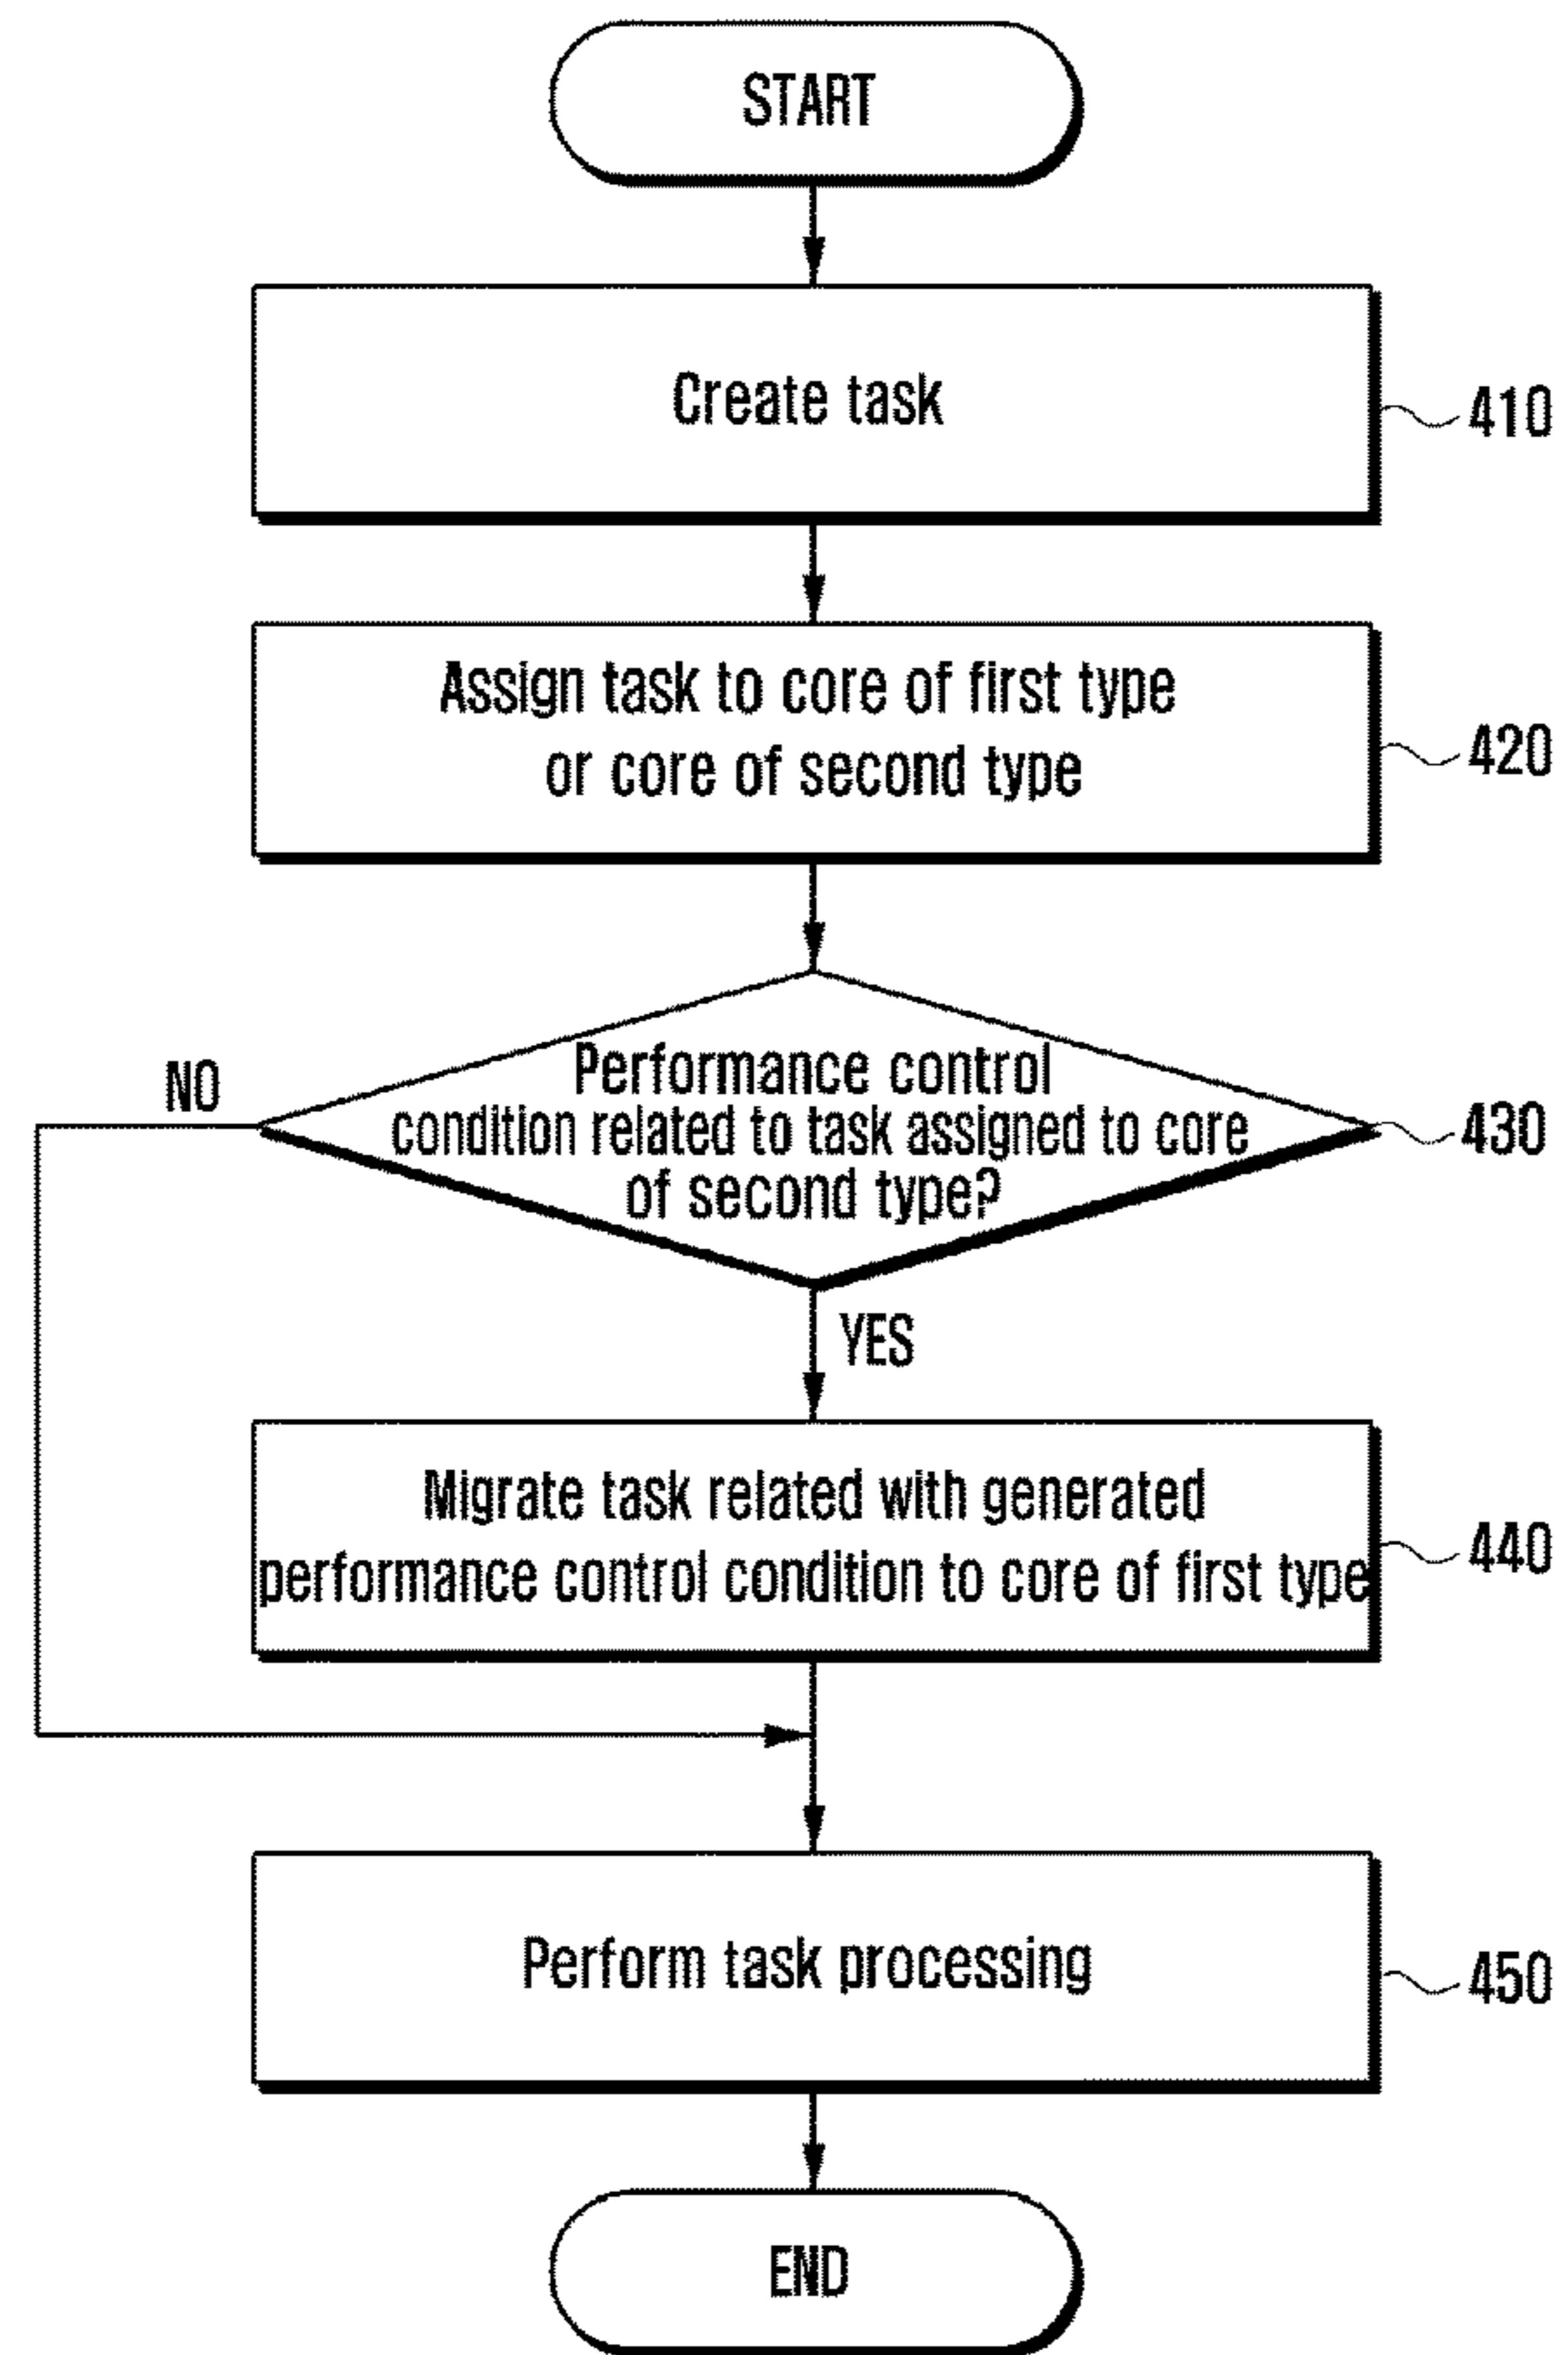 START
Create task
410
Assign task to core of first type
or core of second type
420
NO
Performance control
condition related to task assigned to core
of second type?
430
YES
Migrate task related with generated
performance control condition to core of first type
440
Perform task processing
450
END